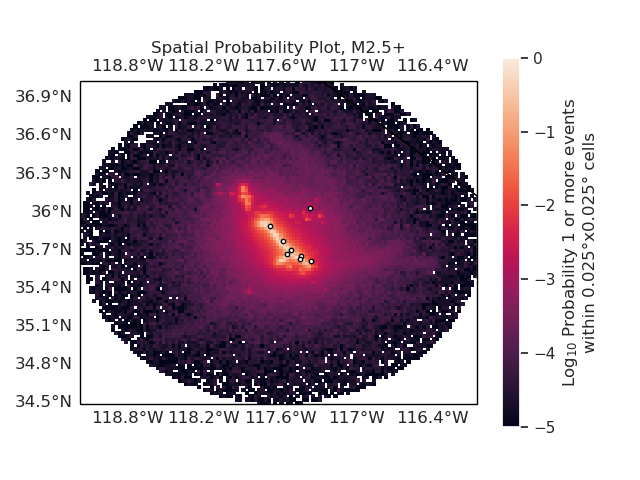 Spatial Probability Plot, M2.5+
118.8°W 118.2°W 117.6°W 117°W 116.4°W
36.9°N
36.6°N
36.3°N
36°N
35.7°N
35.4°N
35.1°N
34.8°N
34.5°N
118.8°W 118.2°W 117.6°W 117°W 116.4°W
0
−1
−2
−3
−4
−5
Log₁₀ Probability 1 or more events
within 0.025°x0.025° cells